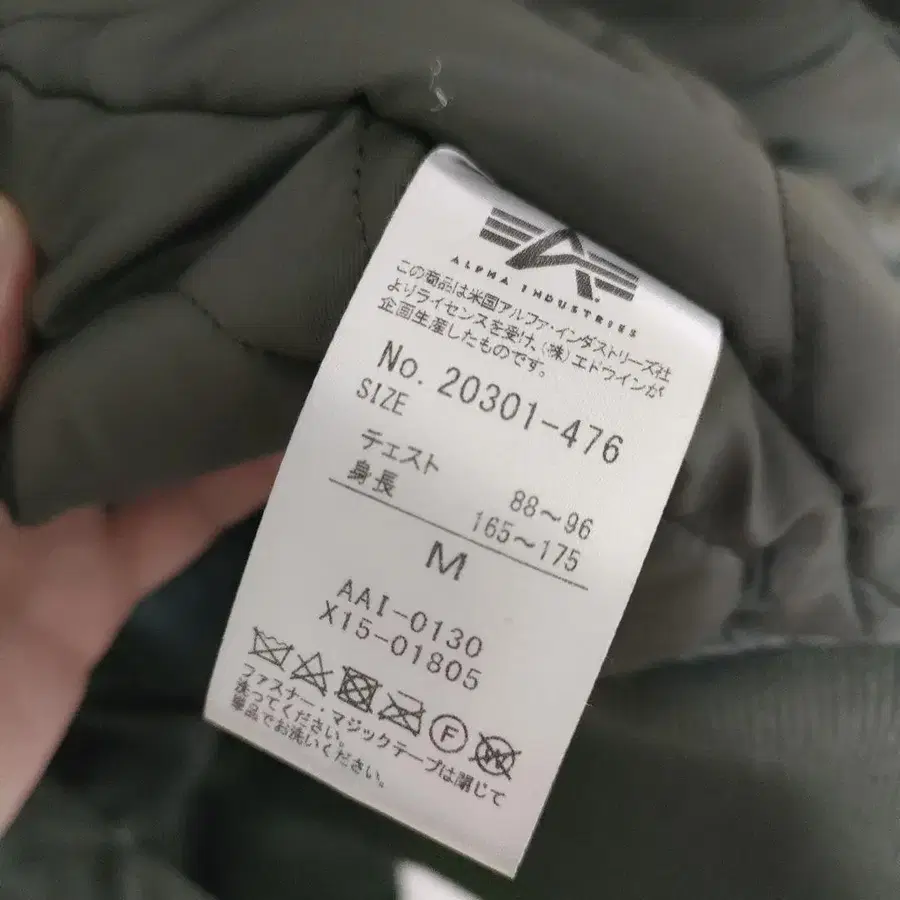 ALPHA INDUSTRIES
この商品は米国アルファ・インダストリーズ社
よりライセンスを受け、(株)エドウインが
企画生産したものです。
No. 20301-476
SIZE
チェスト 88～96
身長 165～175
M
AAI-0130
X15-01805
F
W
ファスナー・マジックテープは閉じて
洗ってください。
単品でお洗いください。